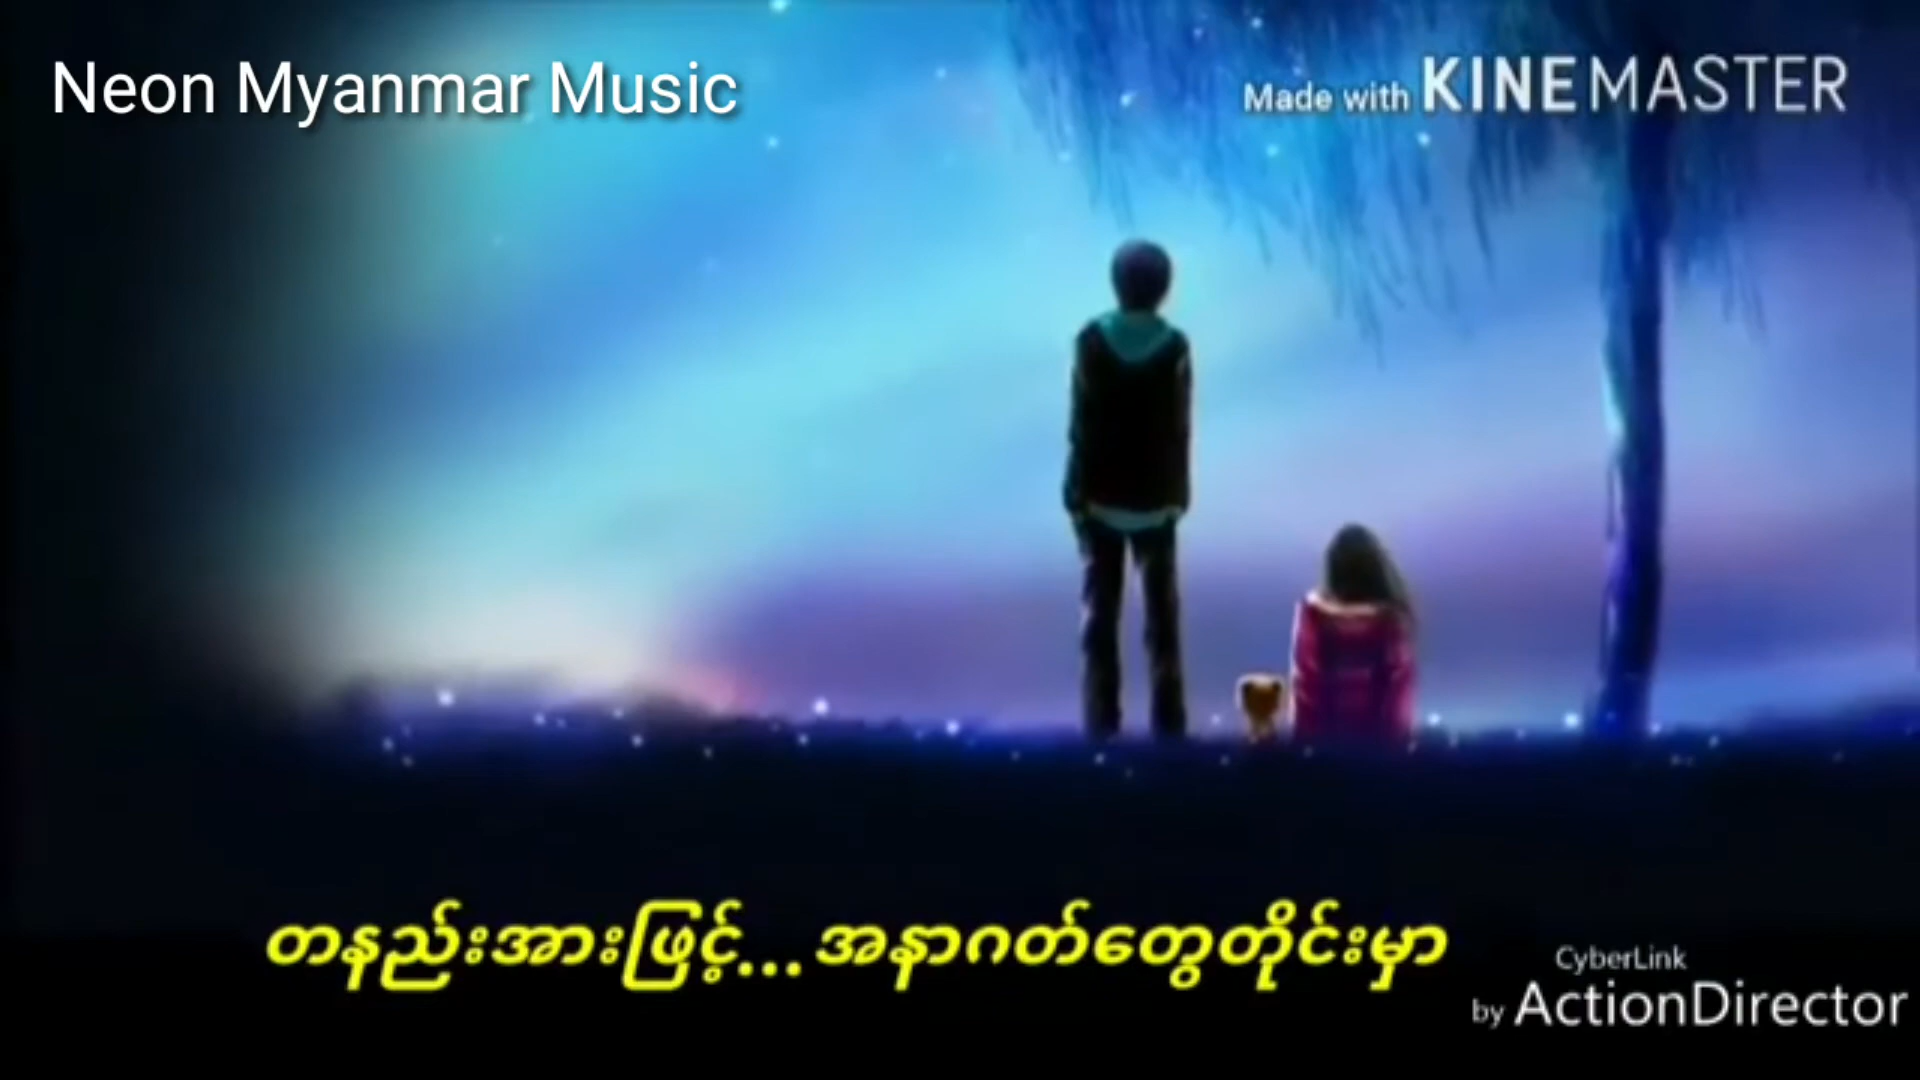 Neon Myanmar Music
Made with KINEMASTER
တနည်းအားဖြင့်...အနာဂတ်တွေတိုင်းမှာ
CyberLink
by ActionDirector